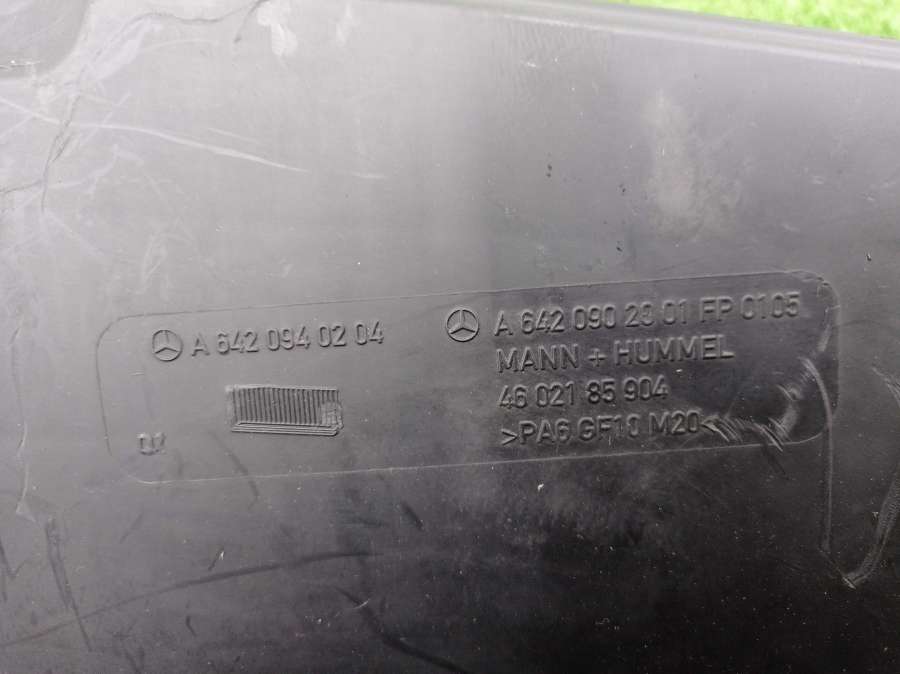 A 642 094 02 04
A 642 090 23 01 FP 0105
MANN + HUMMEL
46 021 85 904
>PA6 GF10 M20<